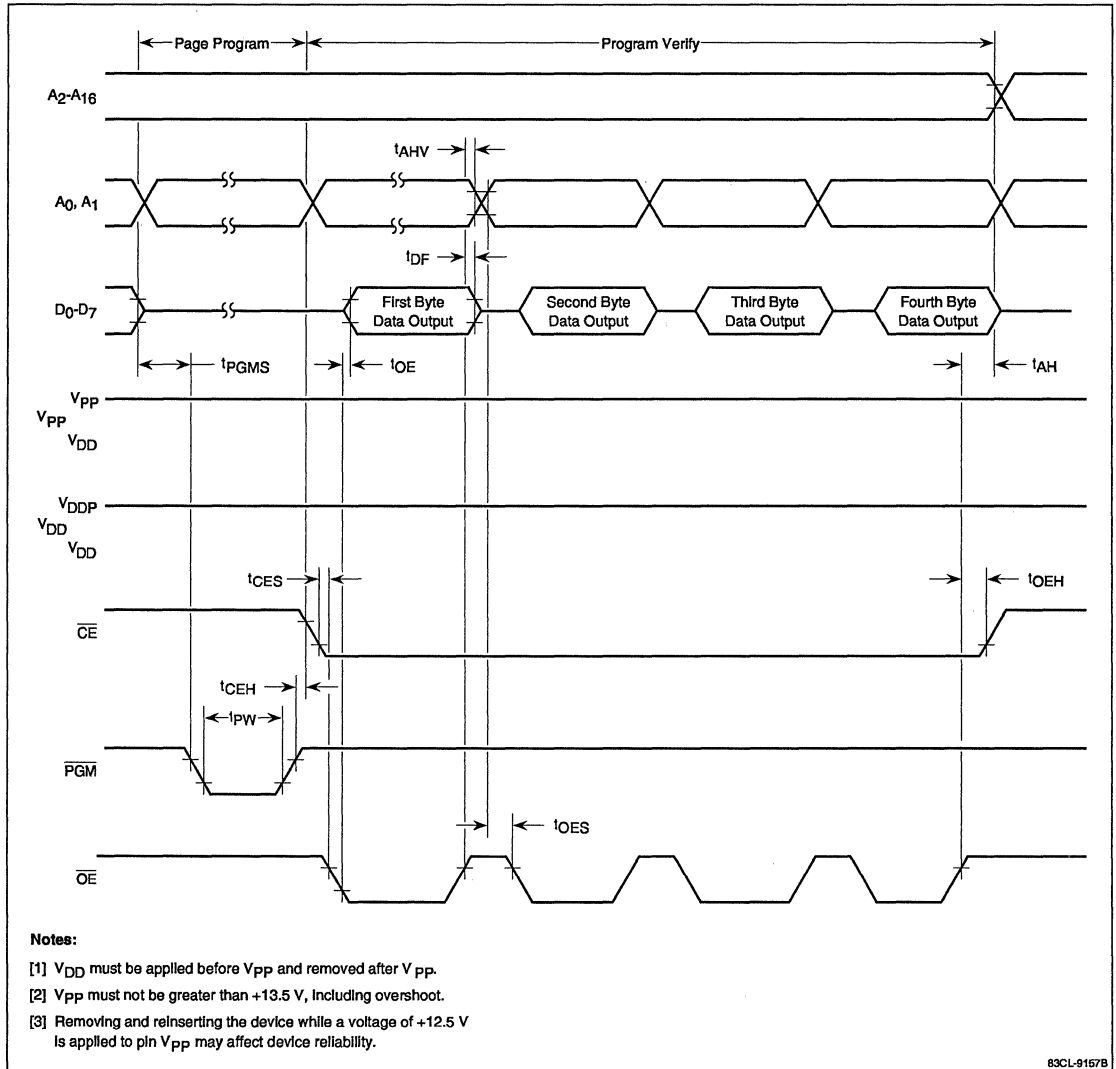 Page Program
Program Verify
A2-A16
tAHV
A0, A1
tDF
D0-D7
First Byte
Data Output
Second Byte
Data Output
Third Byte
Data Output
Fourth Byte
Data Output
tPGMS
tOE
tAH
VPP
VPP
VDD
VDDP
VDD
VDD
tCES
tOEH
CE
tCEH
tPW
PGM
tOES
OE
Notes:
[1] VDD must be applied before VPP and removed after VPP.
[2] VPP must not be greater than +13.5 V, including overshoot.
[3] Removing and reinserting the device while a voltage of +12.5 V
is applied to pin VPP may affect device reliability.
83CL-9157B